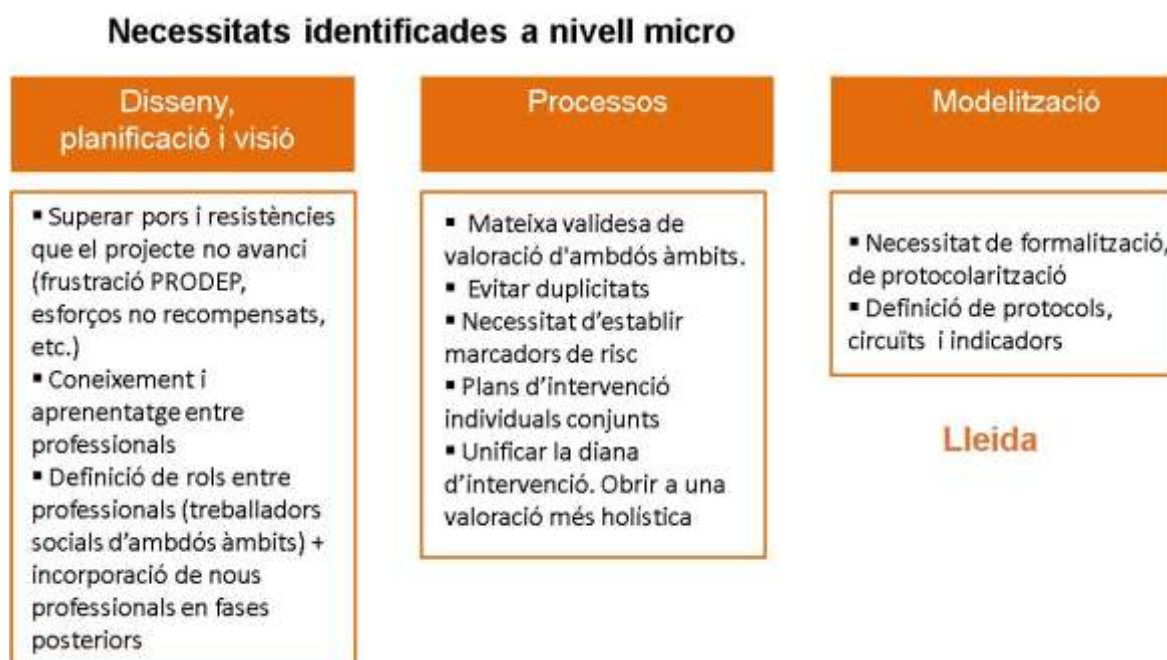 Necessitats identificades a nivell micro
Disseny,
planificació i visió
▪ Superar pors i resistències
que el projecte no avanci
(frustració PRODEP,
esforços no recompensats,
etc.)
▪ Coneixement i
aprenentatge entre
professionals
▪ Definició de rols entre
professionals (treballadors
socials d'ambdós àmbits) +
incorporació de nous
professionals en fases
posteriors
Processos
▪ Mateixa validesa de
valoració d'ambdós àmbits.
▪ Evitar duplicitats
▪ Necessitat d'establir
marcadors de risc
▪ Plans d'intervenció
individuals conjunts
▪ Unificar la diana
d'intervenció. Obrir a una
valoració més holística
Modelització
▪ Necessitat de formalització,
de protocolarització
▪ Definició de protocols,
circuïts i indicadors
Lleida